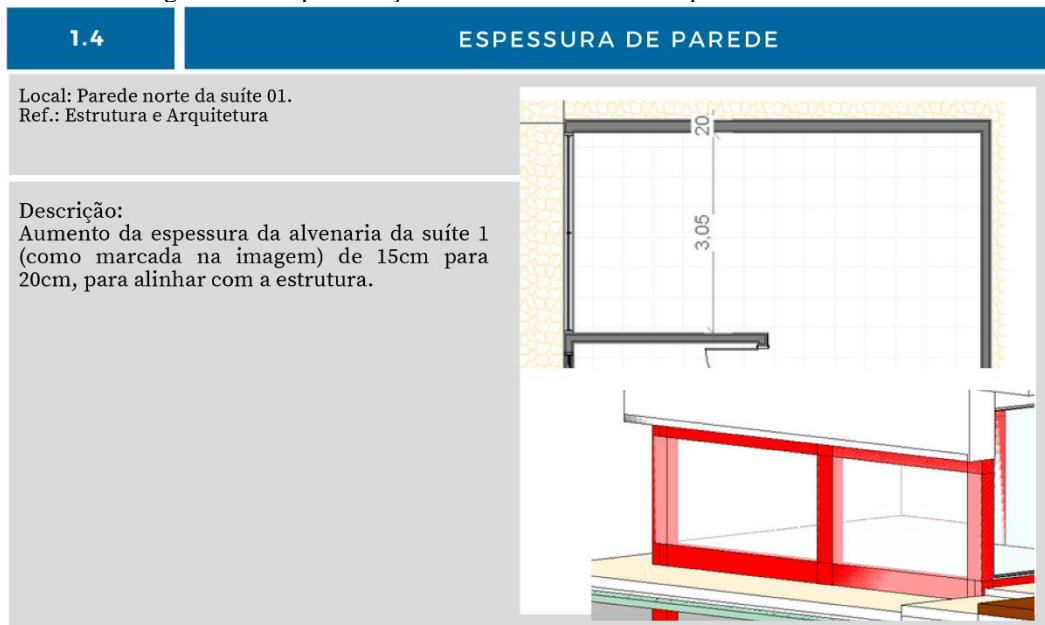 1.4
ESPESSURA DE PAREDE
Local: Parede norte da suíte 01.
Ref.: Estrutura e Arquitetura
Descrição:
Aumento da espessura da alvenaria da suíte 1
(como marcada na imagem) de 15cm para
20cm, para alinhar com a estrutura.
20
3,05